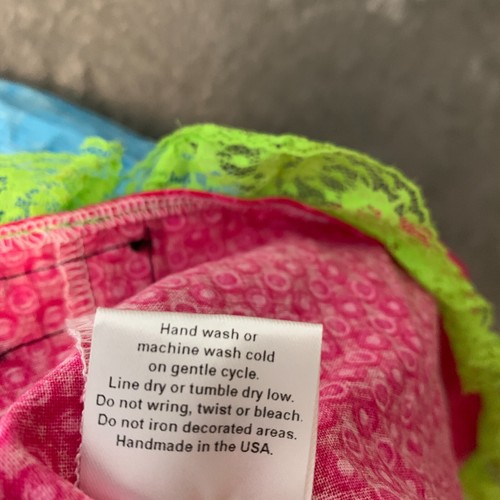 Hand wash or
machine wash cold
on gentle cycle.
Line dry or tumble dry low.
Do not wring, twist or bleach.
Do not iron decorated areas.
Handmade in the USA.